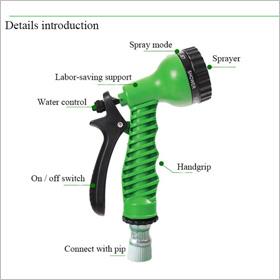 Details introduction
Spray mode
Sprayer
Labor-saving support
Water control
Handgrip
On / off switch
Connect with pip